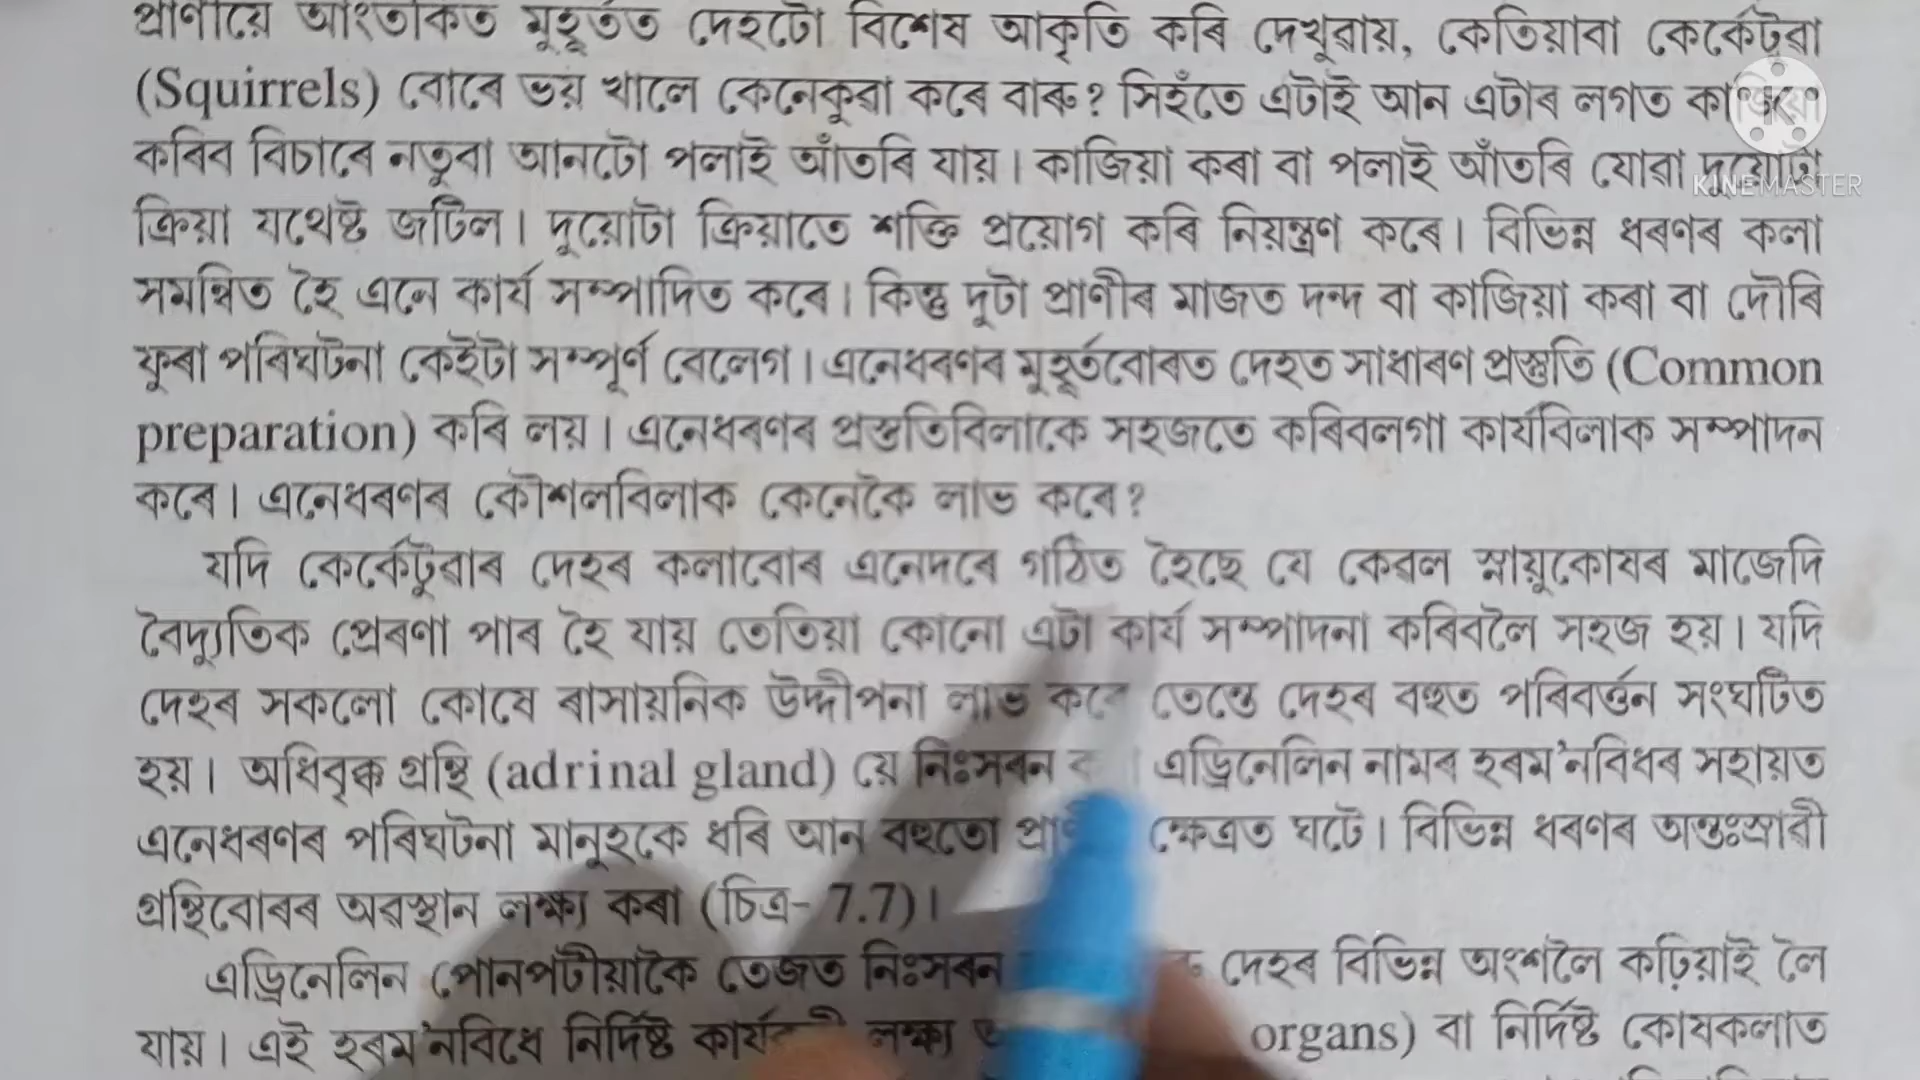 প্ৰাণীয়ে আংতংকিত মুহূৰ্তত দেহটো বিশেষ আকৃতি কৰি দেখুৱায়, কেতিয়াবা কেৰ্কেটুৱা
(Squirrels) বোৰে ভয় খালে কেনেকুৱা কৰে বাৰু? সিহঁতে এটাই আন এটাৰ লগত কাজিয়া
কৰিব বিচাৰে নতুবা আনটো পলাই আঁতৰি যায়। কাজিয়া কৰা বা পলাই আঁতৰি যোৱা দুয়োটা
KINEMASTER
ক্ৰিয়া যথেষ্ট জটিল। দুয়োটা ক্ৰিয়াতে শক্তি প্ৰয়োগ কৰি নিয়ন্ত্ৰণ কৰে। বিভিন্ন ধৰণৰ কলা
সমন্বিত হৈ এনে কাৰ্য সম্পাদিত কৰে। কিন্তু দুটা প্ৰাণীৰ মাজত দন্দ বা কাজিয়া কৰা বা দৌৰি
ফুৰা পৰিঘটনা কেইটা সম্পূৰ্ণ বেলেগ। এনেধৰণৰ মুহূৰ্তবোৰত দেহত সাধাৰণ প্ৰস্তুতি (Common
preparation) কৰি লয়। এনেধৰণৰ প্ৰস্তুতিবিলাকে সহজতে কৰিবলগা কাৰ্যবিলাক সম্পাদন
কৰে। এনেধৰণৰ কৌশলবিলাক কেনেকৈ লাভ কৰে?
যদি কেৰ্কেটুৱাৰ দেহৰ কলাবোৰ এনেদৰে গঠিত হৈছে যে কেৱল স্নায়ুকোষৰ মাজেদি
বৈদ্যুতিক প্ৰেৰণা পাৰ হৈ যায় তেতিয়া কোনো এটা কাৰ্য সম্পাদনা কৰিবলৈ সহজ হয়। যদি
দেহৰ সকলো কোষে ৰাসায়নিক উদ্দীপনা লাভ কৰে তেন্তে দেহৰ বহুত পৰিবৰ্ত্তন সংঘটিত
হয়। অধিবৃক্ক গ্ৰন্থি (adrinal gland) য়ে নিঃসৰন এড্ৰিনেলিন নামৰ হৰম'নবিধৰ সহায়ত
এনেধৰণৰ পৰিঘটনা মানুহকে ধৰি আন বহুতো ক্ষেত্ৰত ঘটে। বিভিন্ন ধৰণৰ অন্তঃস্ৰাৱী
গ্ৰন্থিবোৰৰ অৱস্থান লক্ষ্য কৰা (চিত্ৰ- 7.7)।
এড্ৰিনেলিন পোনপটীয়াকৈ তেজত নিঃসৰন দেহৰ বিভিন্ন অংশলৈ কঢ়িয়াই লৈ
যায়। এই হৰম'নবিধে নিৰ্দিষ্ট লক্ষ্য organs) বা নিৰ্দিষ্ট কোষকলাত